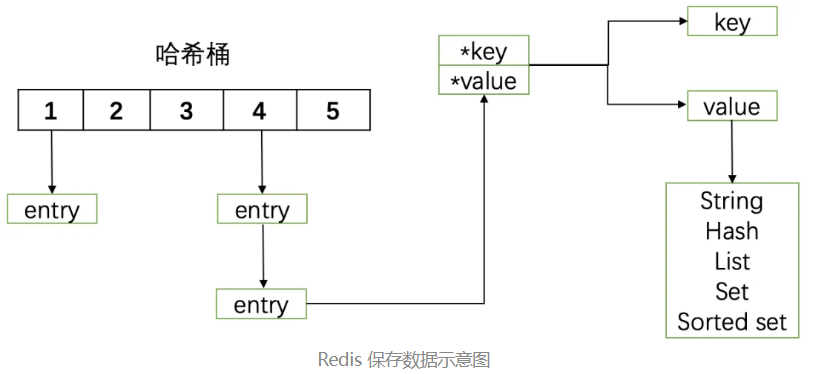 哈希桶
1 2 3 4 5
entry
entry
entry
*key
*value
key
value
String
Hash
List
Set
Sorted set
Redis 保存数据示意图